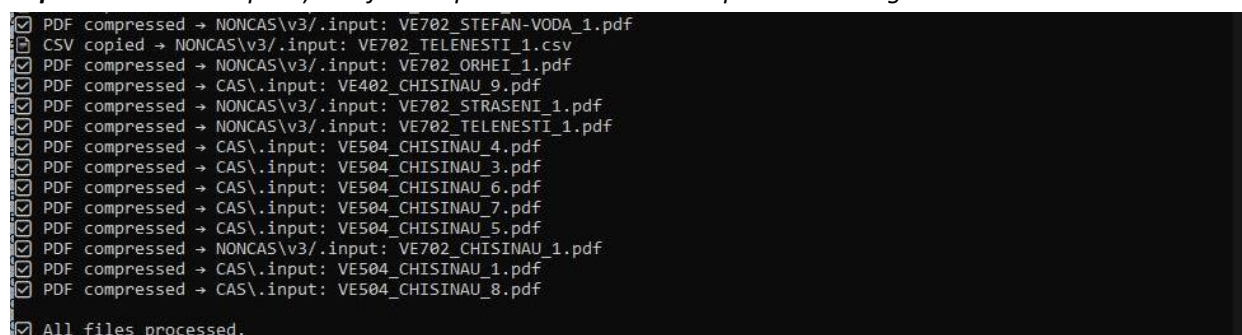 ☑ PDF compressed → NONCAS\v3/.input: VE702_STEFAN-VODA_1.pdf
CSV copied → NONCAS\v3/.input: VE702_TELENESTI_1.csv
☑ PDF compressed → NONCAS\v3/.input: VE702_ORHEI_1.pdf
☑ PDF compressed → CAS\.input: VE402_CHISINAU_9.pdf
☑ PDF compressed → NONCAS\v3/.input: VE702_STRASENI_1.pdf
☑ PDF compressed → NONCAS\v3/.input: VE702_TELENESTI_1.pdf
☑ PDF compressed → CAS\.input: VE504_CHISINAU_4.pdf
☑ PDF compressed → CAS\.input: VE504_CHISINAU_3.pdf
☑ PDF compressed → CAS\.input: VE504_CHISINAU_6.pdf
☑ PDF compressed → CAS\.input: VE504_CHISINAU_7.pdf
☑ PDF compressed → CAS\.input: VE504_CHISINAU_5.pdf
☑ PDF compressed → NONCAS\v3/.input: VE702_CHISINAU_1.pdf
☑ PDF compressed → CAS\.input: VE504_CHISINAU_1.pdf
☑ PDF compressed → CAS\.input: VE504_CHISINAU_8.pdf
☑ All files processed.